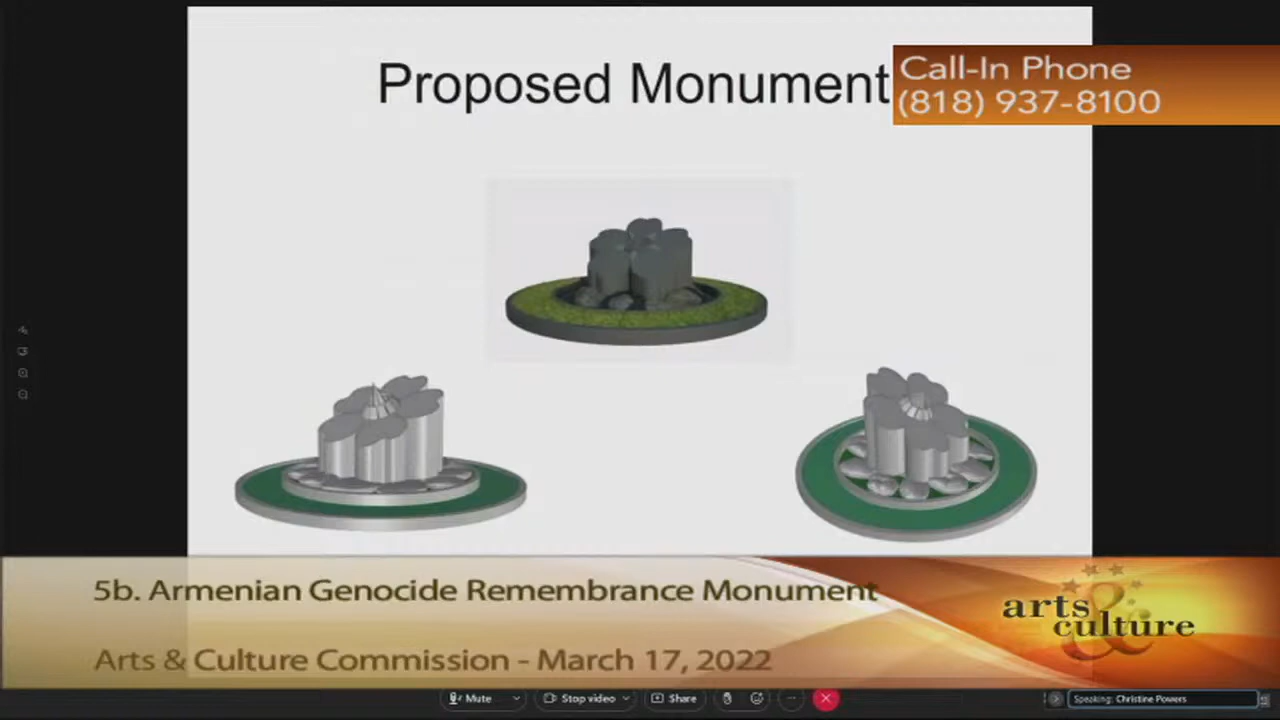 Proposed Monument
Call-In Phone
(818) 937-8100
5b. Armenian Genocide Remembrance Monument
Arts & Culture Commission - March 17, 2022
arts &
culture
Mute
Stop video
Share
Speaking: Christine Powers